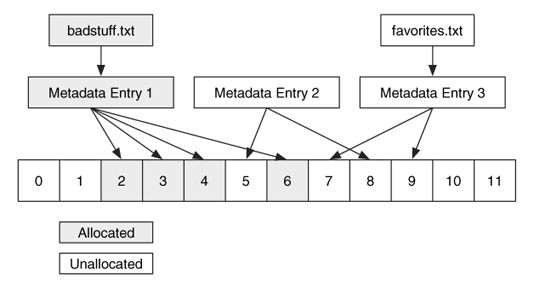 badstuff.txt favorites.txt
Metadata Entry 1 Metadata Entry 2 Metadata Entry 3
0 1 2 3 4 5 6 7 8 9 10 11
Allocated
Unallocated